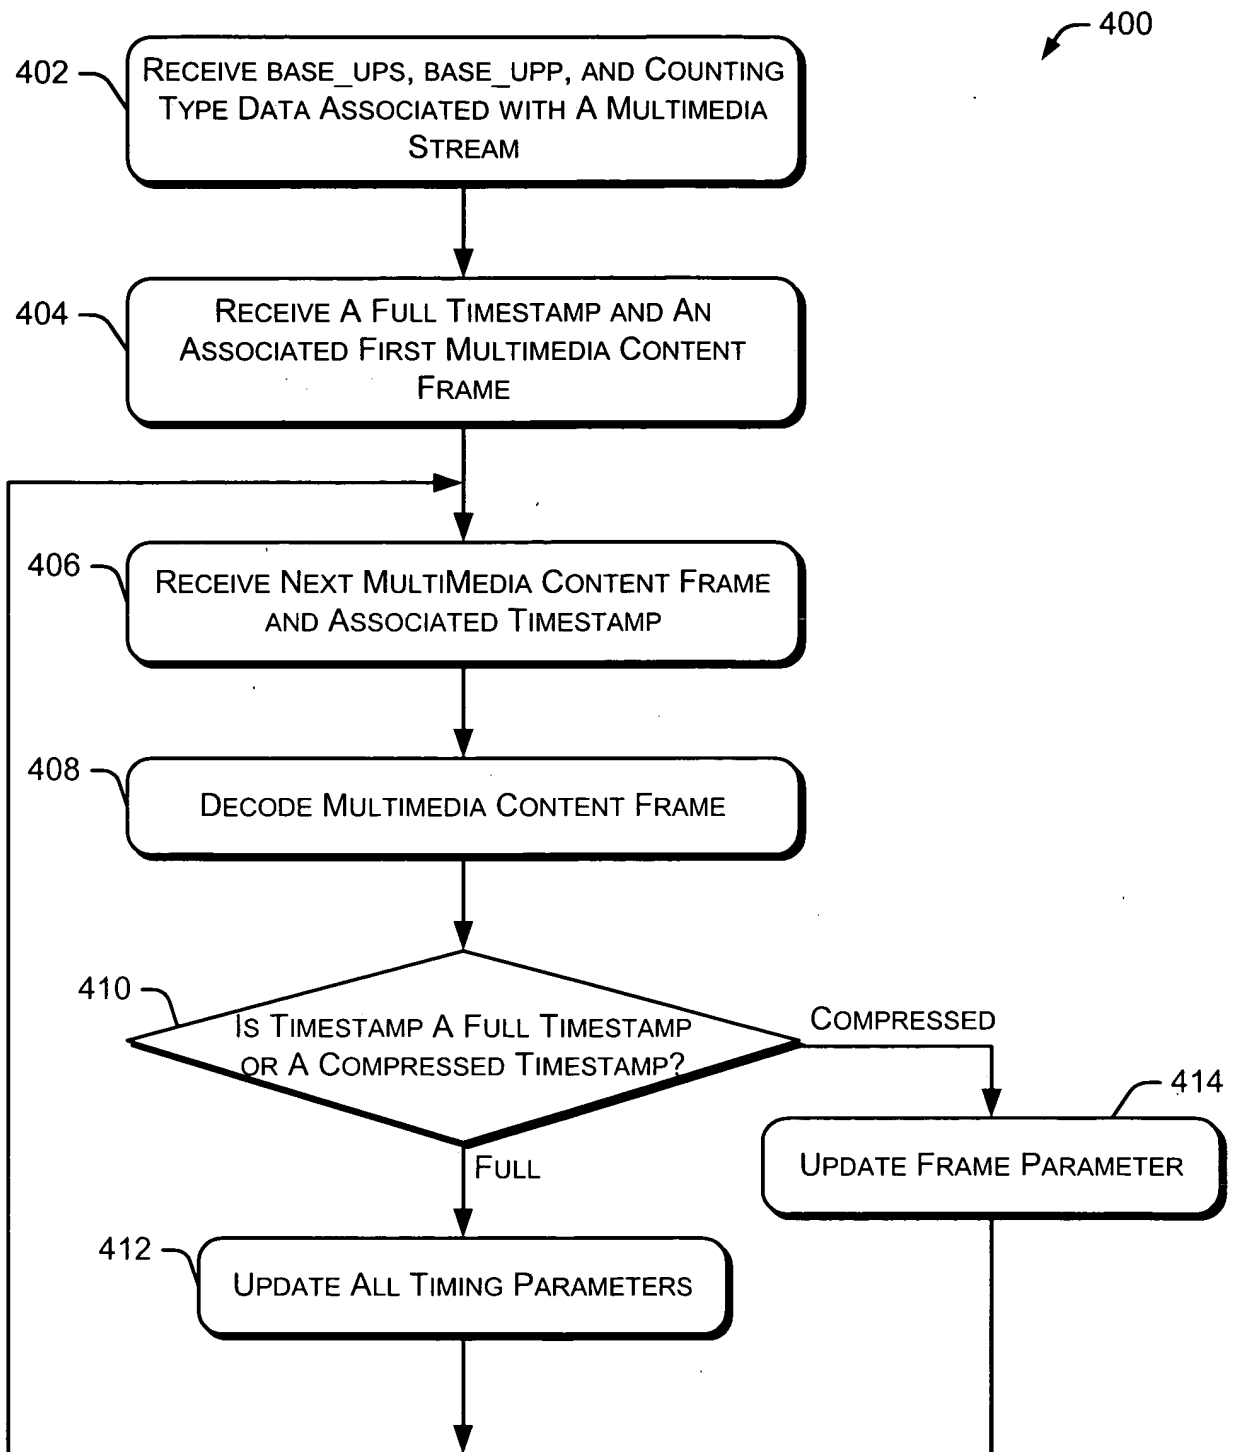 400
402
RECEIVE BASE_UPS, BASE_UPP, AND COUNTING
TYPE DATA ASSOCIATED WITH A MULTIMEDIA
STREAM
404
RECEIVE A FULL TIMESTAMP AND AN
ASSOCIATED FIRST MULTIMEDIA CONTENT
FRAME
406
RECEIVE NEXT MULTIMEDIA CONTENT FRAME
AND ASSOCIATED TIMESTAMP
408
DECODE MULTIMEDIA CONTENT FRAME
410
IS TIMESTAMP A FULL TIMESTAMP
OR A COMPRESSED TIMESTAMP?
COMPRESSED
414
UPDATE FRAME PARAMETER
FULL
412
UPDATE ALL TIMING PARAMETERS